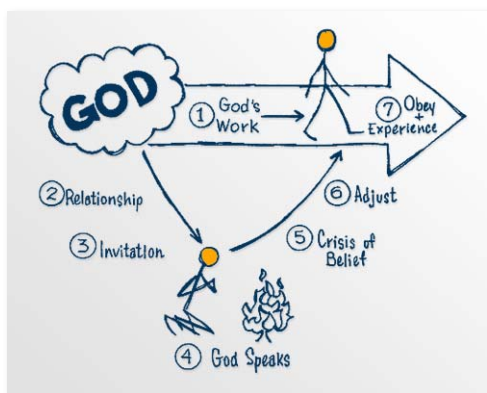 GOD
① God's
Work
② Relationship
③ Invitation
④ God Speaks
⑤ Crisis of
Belief
⑥ Adjust
⑦ Obey
+
Experience